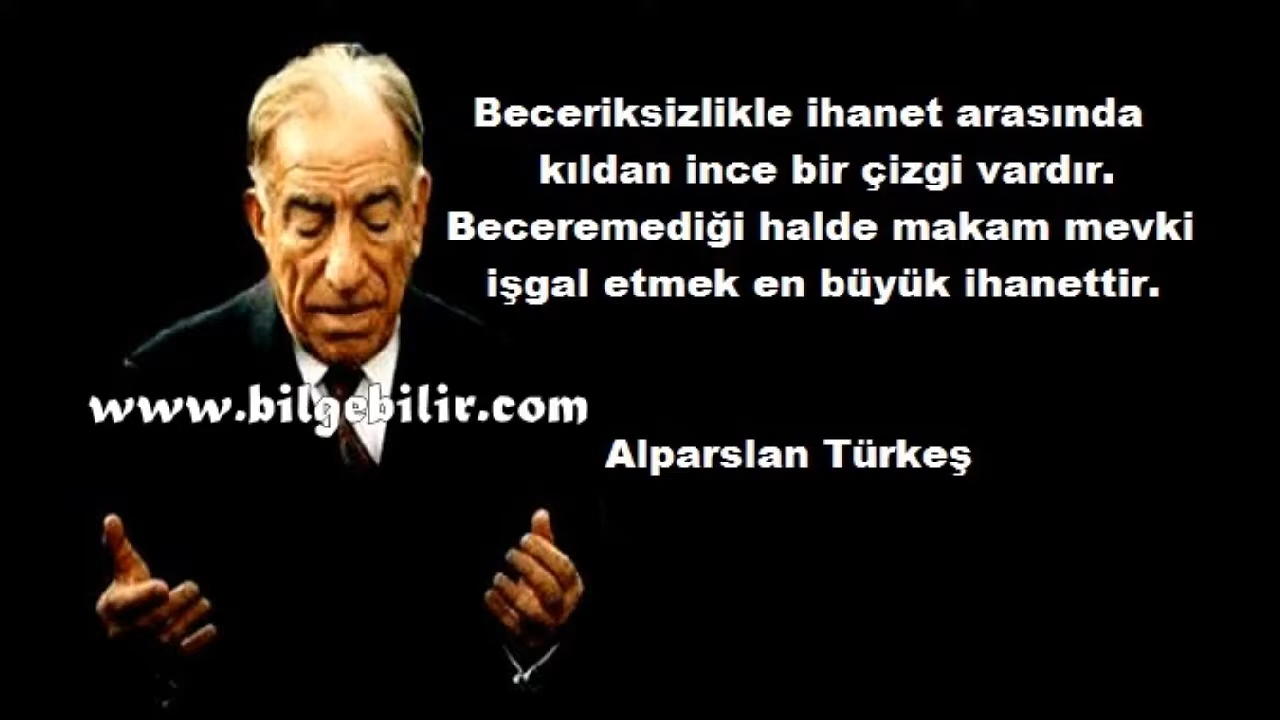 Beceriksizlikle ihanet arasında
kıldan ince bir çizgi vardır.
Beceremediği halde makam mevki
işgal etmek en büyük ihanettir.
www.bilgebilir.com
Alparslan Türkeş